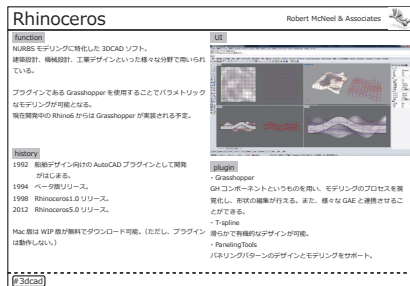 Rhinoceros
Robert McNeel & Associates
function
NURBS モデリングに特化した 3DCAD ソフト。
建築設計、機械設計、工業デザインといった様々な分野で用いられ
ている。
プラグインである Grasshopper を使用することでパラメトリック
なモデリングが可能となる。
現在開発中の Rhino6 からは Grasshopper が実装される予定。
history
1992 船舶デザイン向けの AutoCAD プラグインとして開発
がはじまる。
1994 ベータ版リリース。
1998 Rhinoceros1.0 リリース。
2012 Rhinoceros5.0 リリース。
Mac 版は WIP 版が無料でダウンロード可能。（ただし、プラグイン
は動作しない。）
UI
plugin
・Grasshopper
GH コンポーネントというものを用い、モデリングのプロセスを視
覚化し、形状の編集が行える。また、様々な GAE と連携させるこ
とができる。
・T-spline
滑らかで有機的なデザインが可能。
・PanelingTools
パネリングパターンのデザインとモデリングをサポート。
#3dcad